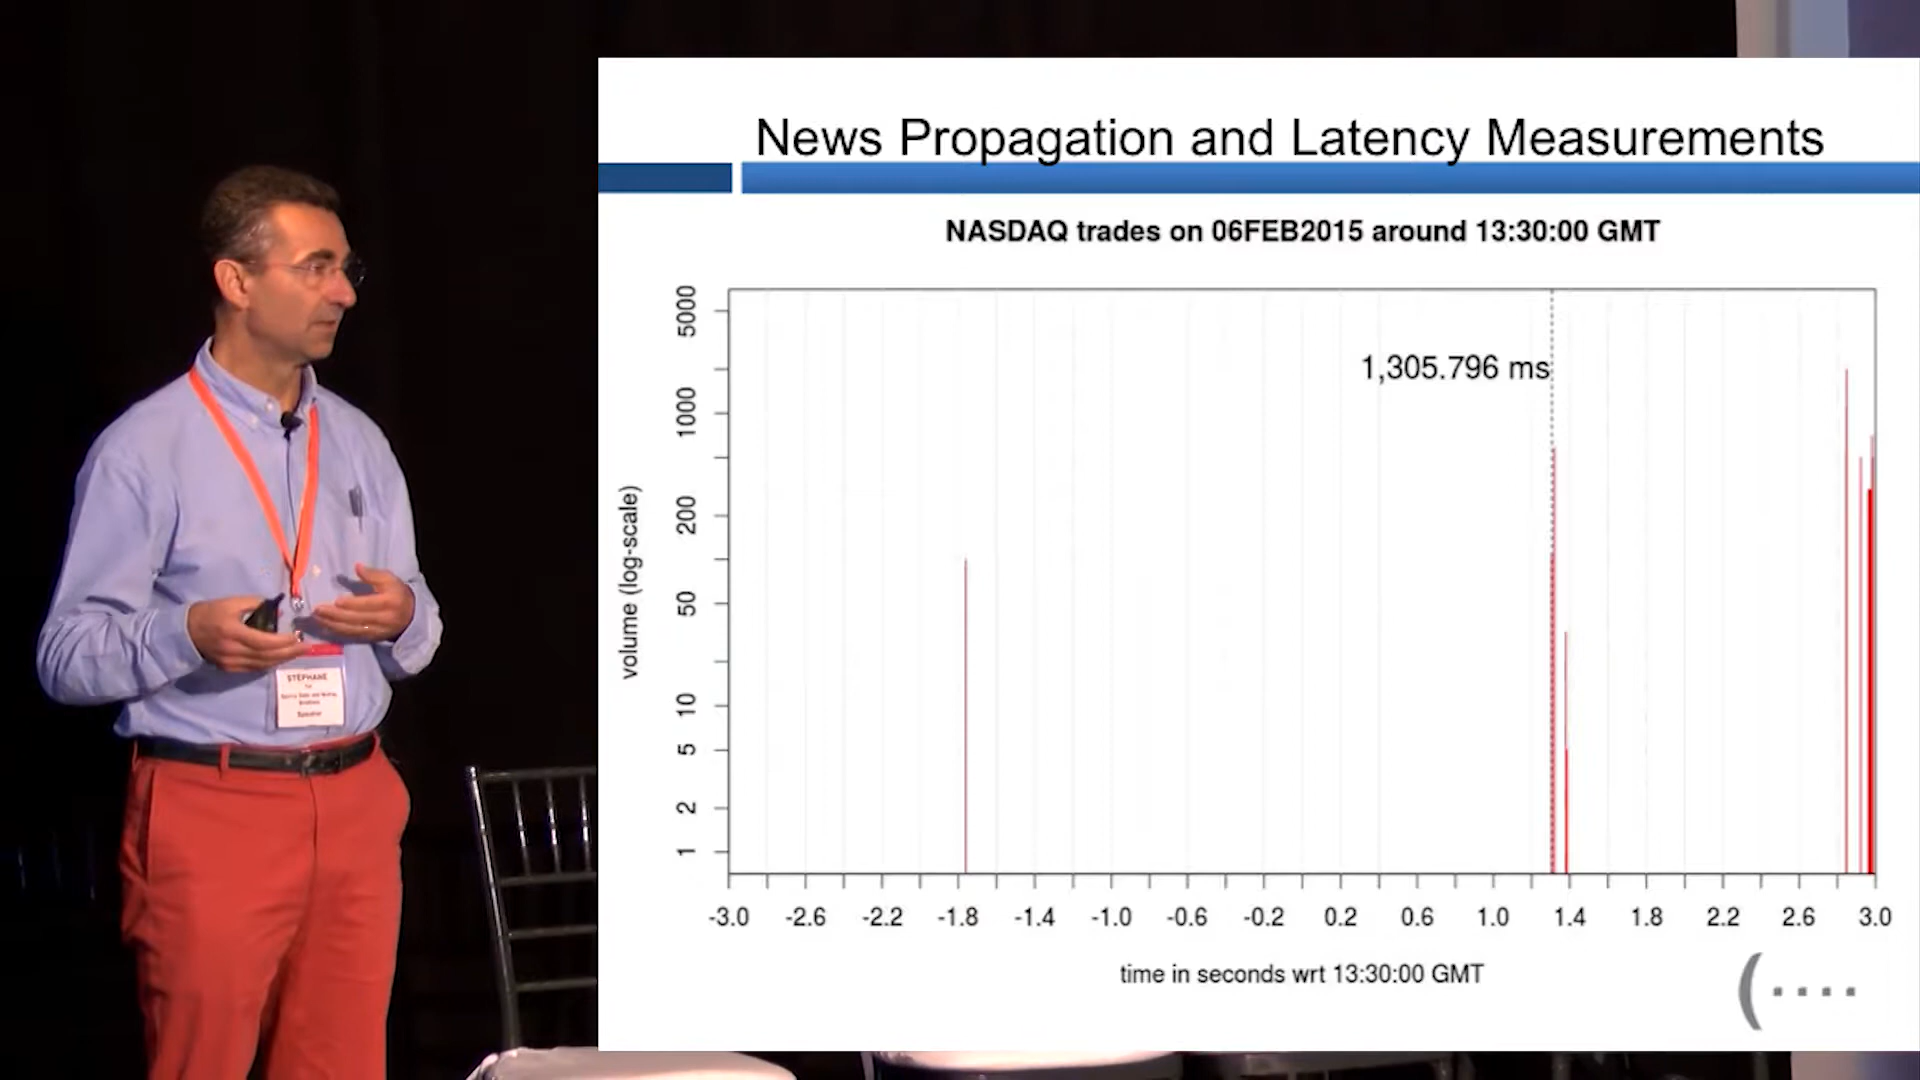 News Propagation and Latency Measurements
NASDAQ trades on 06FEB2015 around 13:30:00 GMT
5000
1000
200
50
10
5
2
1
volume (log-scale)
1,305.796 ms
-3.0 -2.6 -2.2 -1.8 -1.4 -1.0 -0.6 -0.2 0.2 0.6 1.0 1.4 1.8 2.2 2.6 3.0
time in seconds wrt 13:30:00 GMT
(····
STÉPHANE
Speaker